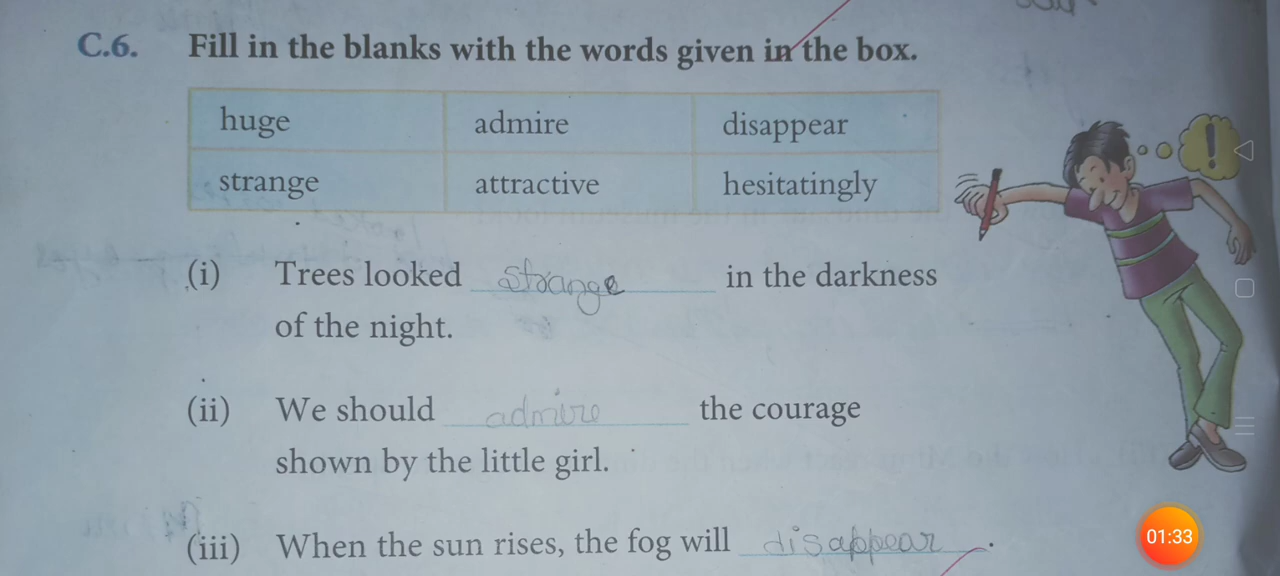 C.6. Fill in the blanks with the words given in the box.
huge admire disappear
strange attractive hesitatingly
(i) Trees looked strange in the darkness
of the night.
(ii) We should admire the courage
shown by the little girl.
(iii) When the sun rises, the fog will disappear.
!
01:33